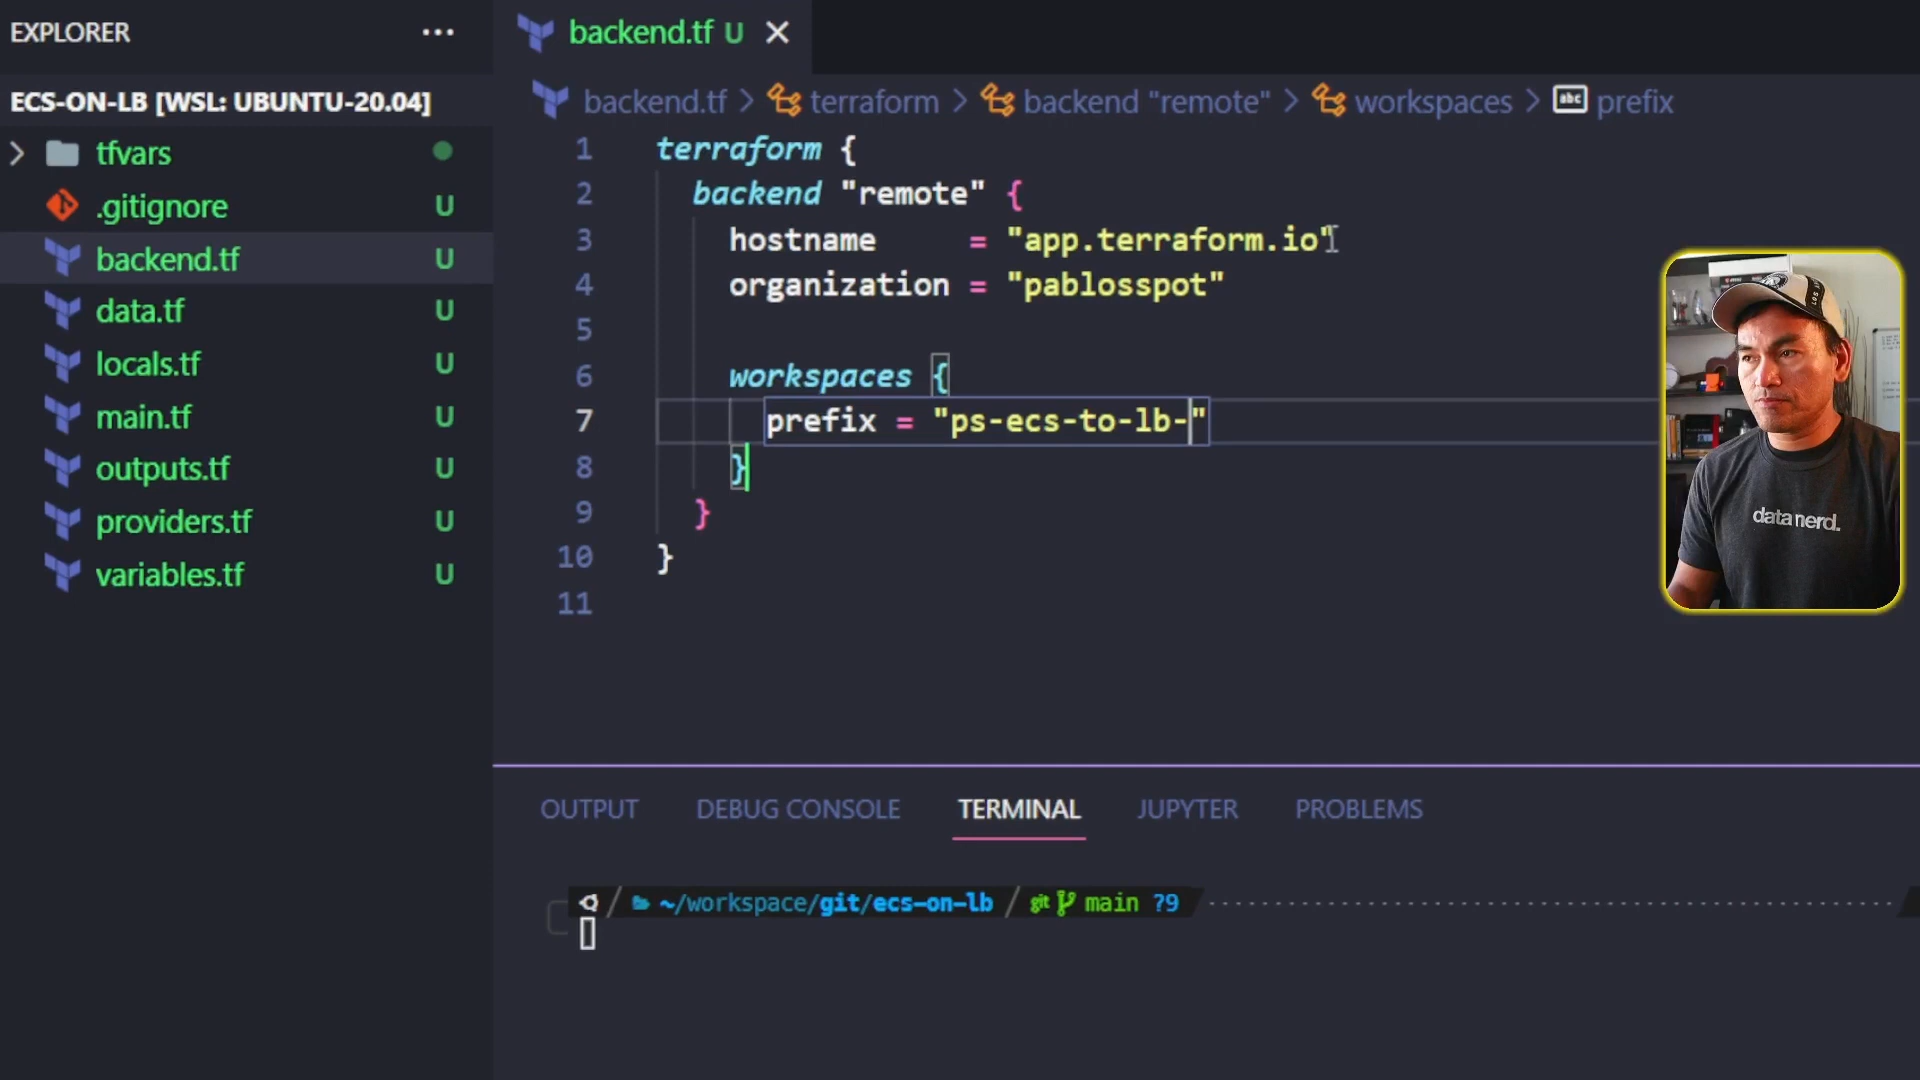 EXPLORER
ECS-ON-LB [WSL: UBUNTU-20.04]
tfvars
.gitignore U
backend.tf U
data.tf U
locals.tf U
main.tf U
outputs.tf U
providers.tf U
variables.tf U
backend.tf U
backend.tf > terraform > backend "remote" > workspaces > abc prefix
1 terraform {
2 backend "remote" {
3 hostname = "app.terraform.io"
4 organization = "pablosspot"
5
6 workspaces {
7 prefix = "ps-ecs-to-lb-"
8 }
9 }
10 }
11
data nerd.
OUTPUT DEBUG CONSOLE TERMINAL JUPYTER PROBLEMS
~/workspace/git/ecs-on-lb git main ?9